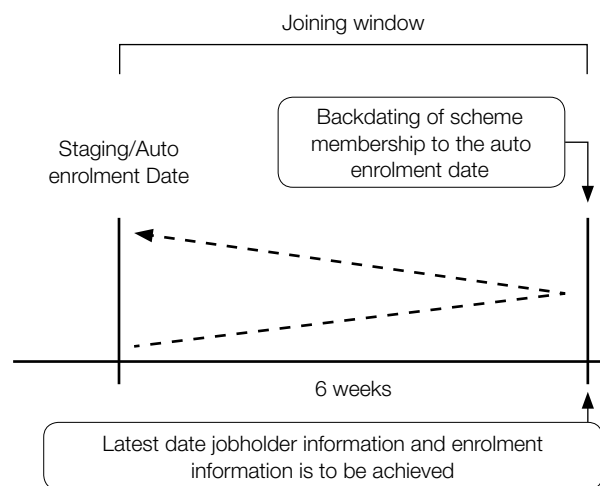 Joining window
Backdating of scheme
membership to the auto
enrolment date
Staging/Auto
enrolment Date
6 weeks
Latest date jobholder information and enrolment
information is to be achieved